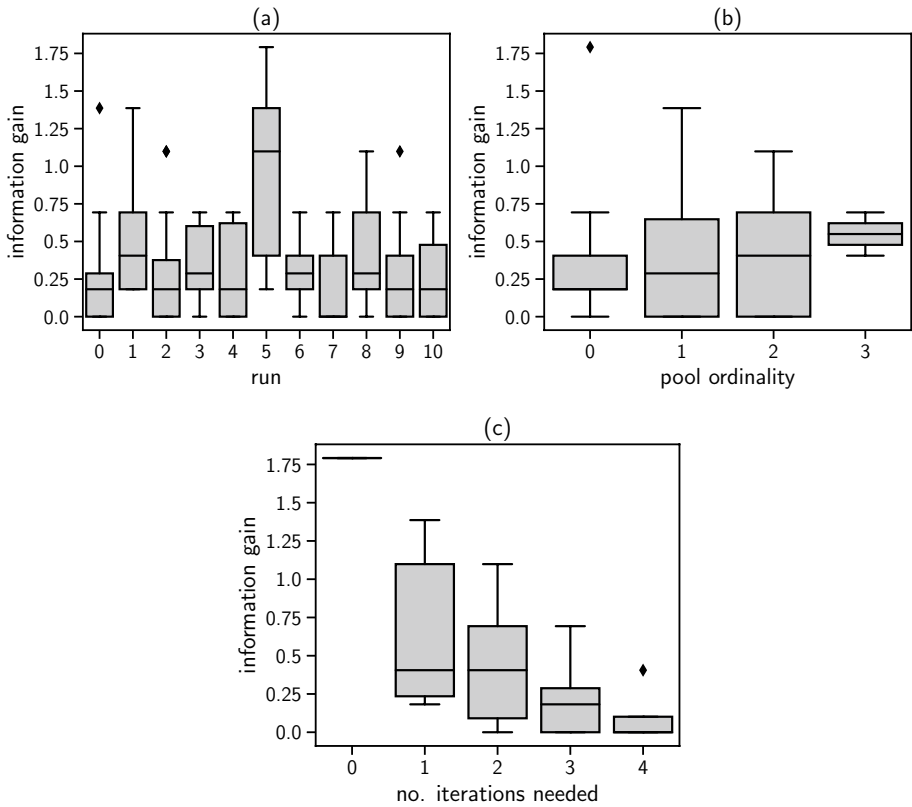 (a)
information gain
1.75
1.5
1.25
1.0
0.75
0.5
0.25
0.0
0 1 2 3 4 5 6 7 8 9 10
run
(b)
information gain
1.75
1.5
1.25
1.0
0.75
0.5
0.25
0.0
0 1 2 3
pool ordinality
(c)
information gain
1.75
1.5
1.25
1.0
0.75
0.5
0.25
0.0
0 1 2 3 4
no. iterations needed